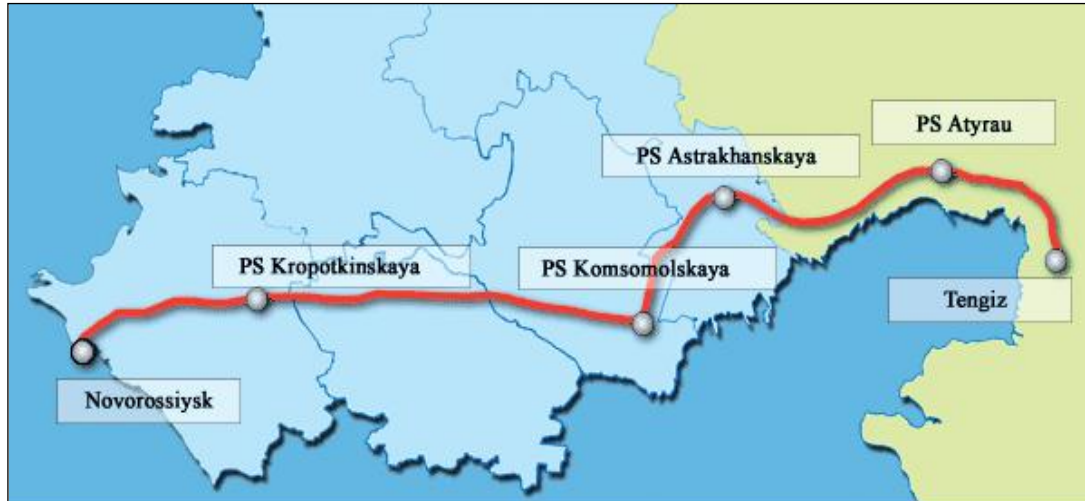 PS Atyrau
PS Astrakhanskaya
PS Kropotkinskaya
PS Komsomolskaya
Tengiz
Novorossiysk